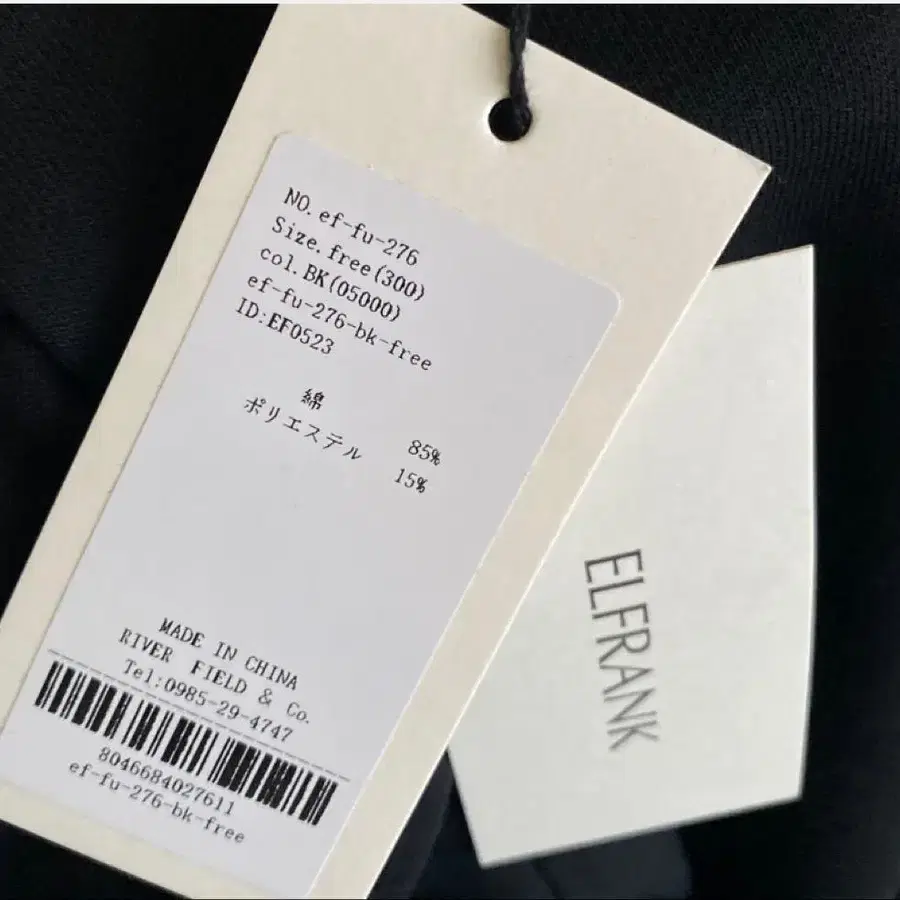 NO. ef-fu-276
Size. free(300)
col. BK(05000)
ef-fu-276-bk-free
ID:EF0523
綿 85%
ポリエステル 15%
MADE IN CHINA
RIVER FIELD & Co.
Tel:0985-29-4747
8046684027611
ef-fu-276-bk-free
ELFRANK